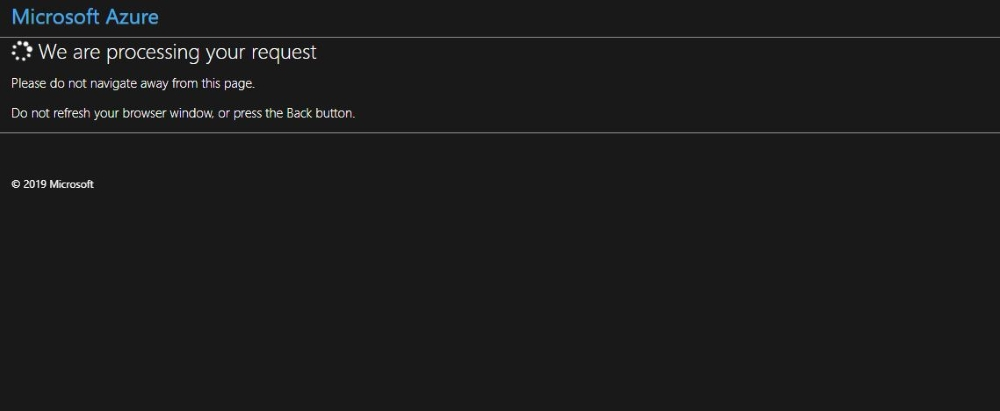 Microsoft Azure
We are processing your request
Please do not navigate away from this page.
Do not refresh your browser window, or press the Back button.
© 2019 Microsoft